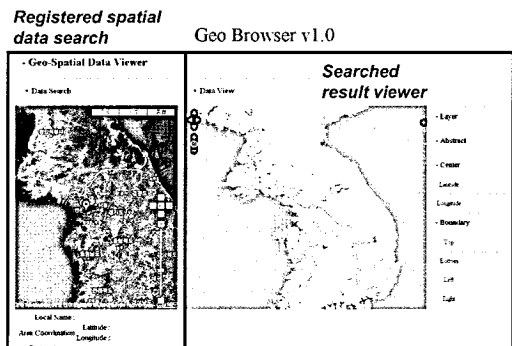 Registered spatial
data search
Geo Browser v1.0
- Geo-Spatial Data Viewer
• Data Search
• Data View
Searched
result viewer
- Layer
- Abstract
- Center
Latitude
Longitude
- Boundary
Top
Bottom
Left
Right
Local Name :
Area Coordination
Latitude :
Longitude :